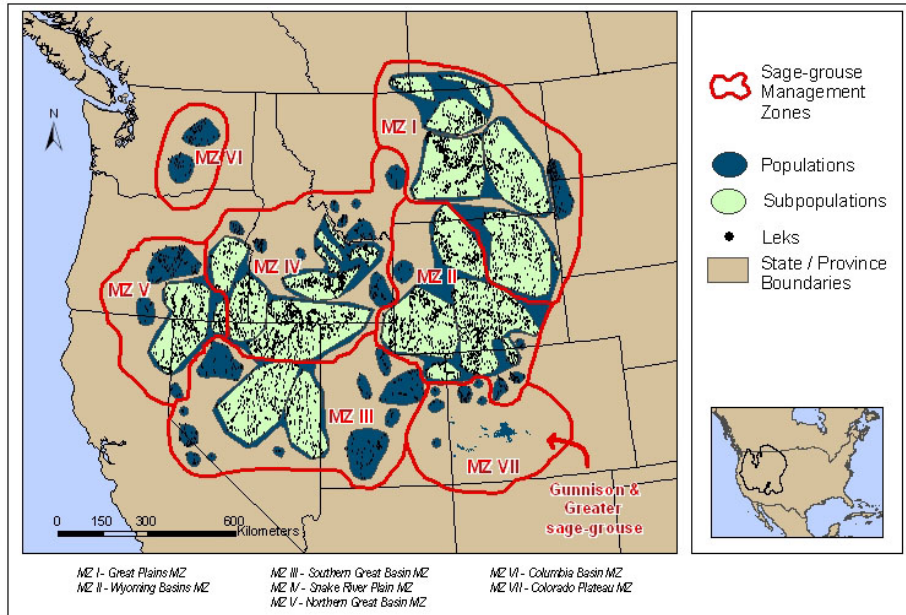 N
MZ I
MZ VI
MZ IV
MZ II
MZ V
MZ III
MZ VII
Gunnison &
Greater
sage-grouse
0 150 300 600
Kilometers
Sage-grouse
Management
Zones
Populations
Subpopulations
Leks
State / Province
Boundaries
MZ I - Great Plains MZ
MZ II - Wyoming Basins MZ
MZ III - Southern Great Basin MZ
MZ IV - Snake River Plain MZ
MZ V - Northern Great Basin MZ
MZ VI - Columbia Basin MZ
MZ VII - Colorado Plateau MZ